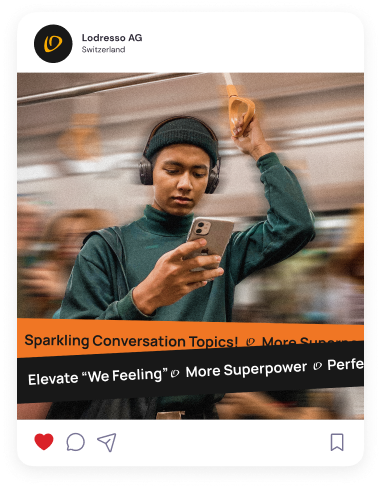 Lodresso AG
Switzerland
Sparkling Conversation Topics! More
Elevate “We Feeling” More Superpower